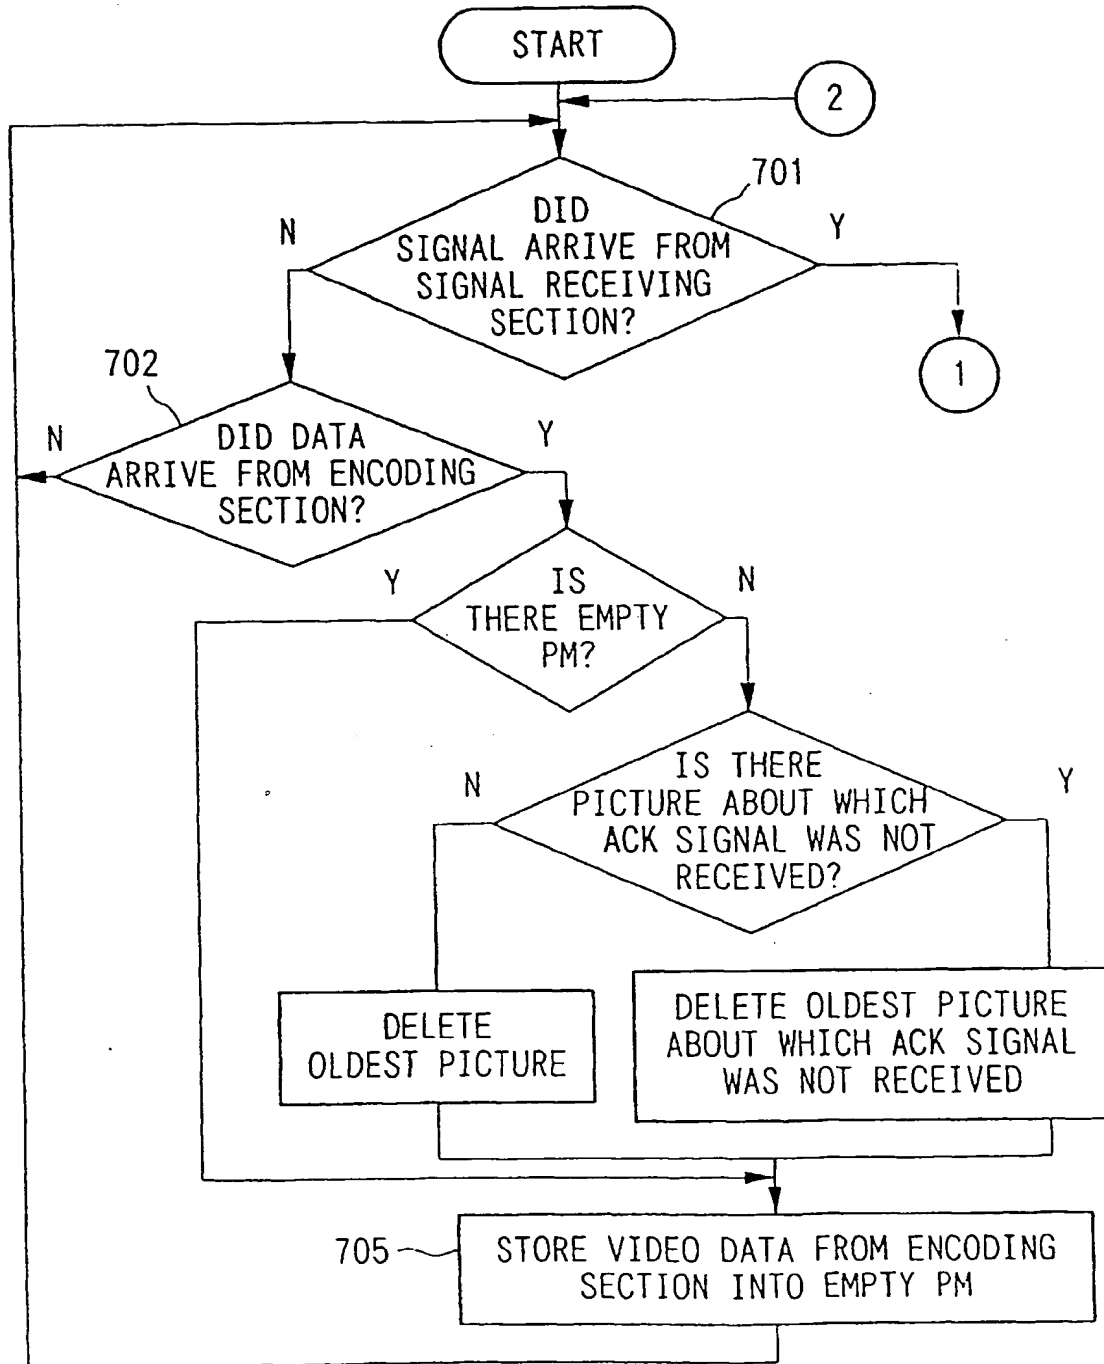 START
2
701
DID
SIGNAL ARRIVE FROM
SIGNAL RECEIVING
SECTION?
N
Y
1
702
DID DATA
ARRIVE FROM ENCODING
SECTION?
N
Y
IS
THERE EMPTY
PM?
Y
N
IS THERE
PICTURE ABOUT WHICH
ACK SIGNAL WAS NOT
RECEIVED?
N
Y
DELETE
OLDEST PICTURE
DELETE OLDEST PICTURE
ABOUT WHICH ACK SIGNAL
WAS NOT RECEIVED
705
STORE VIDEO DATA FROM ENCODING
SECTION INTO EMPTY PM